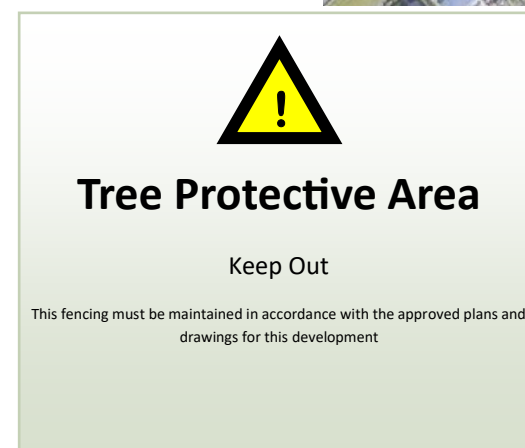 !
Tree Protective Area
Keep Out
This fencing must be maintained in accordance with the approved plans and
drawings for this development